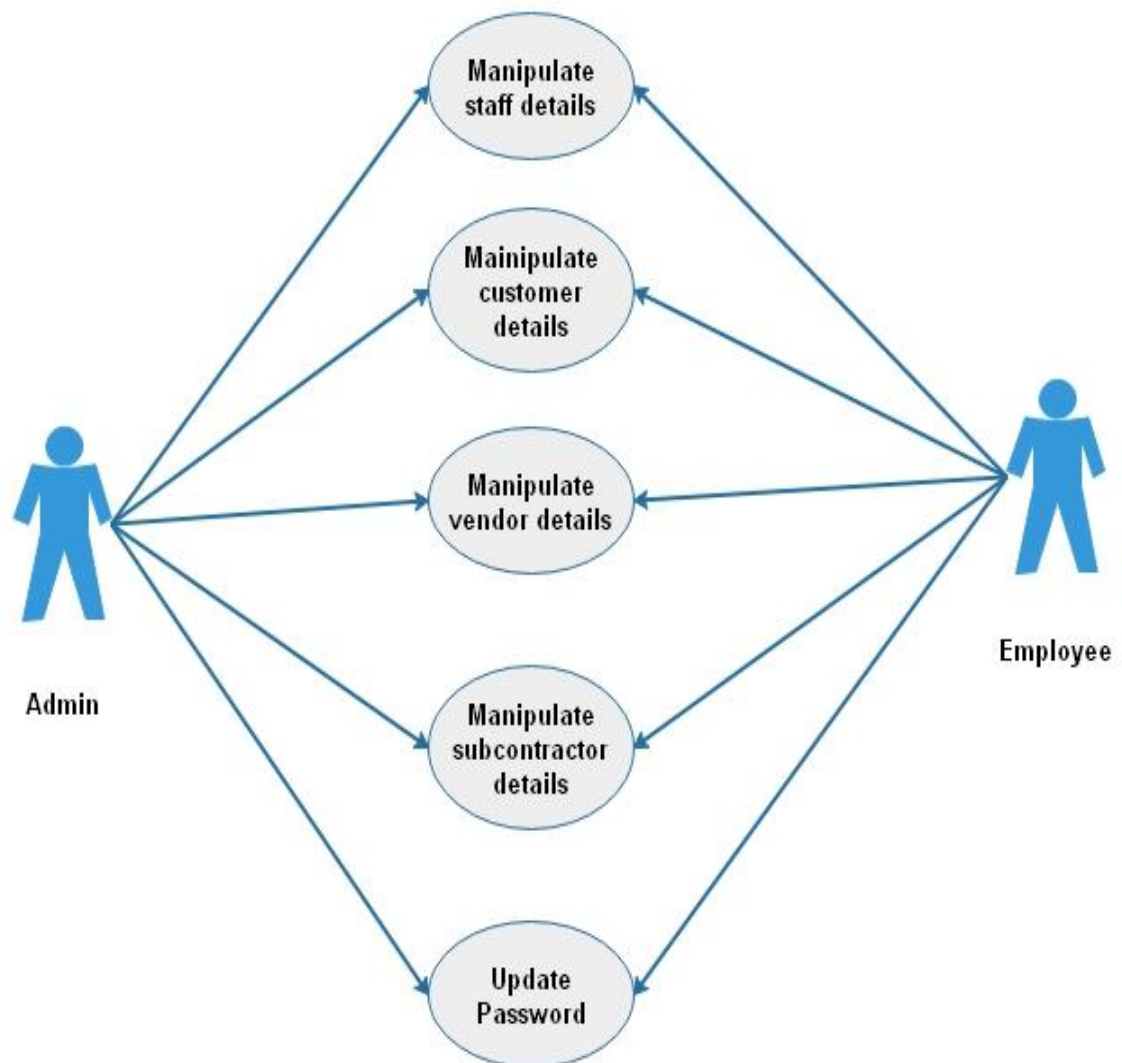 Manipulate
staff details
Mainipulate
customer
details
Manipulate
vendor details
Employee
Admin
Manipulate
subcontractor
details
Update
Password